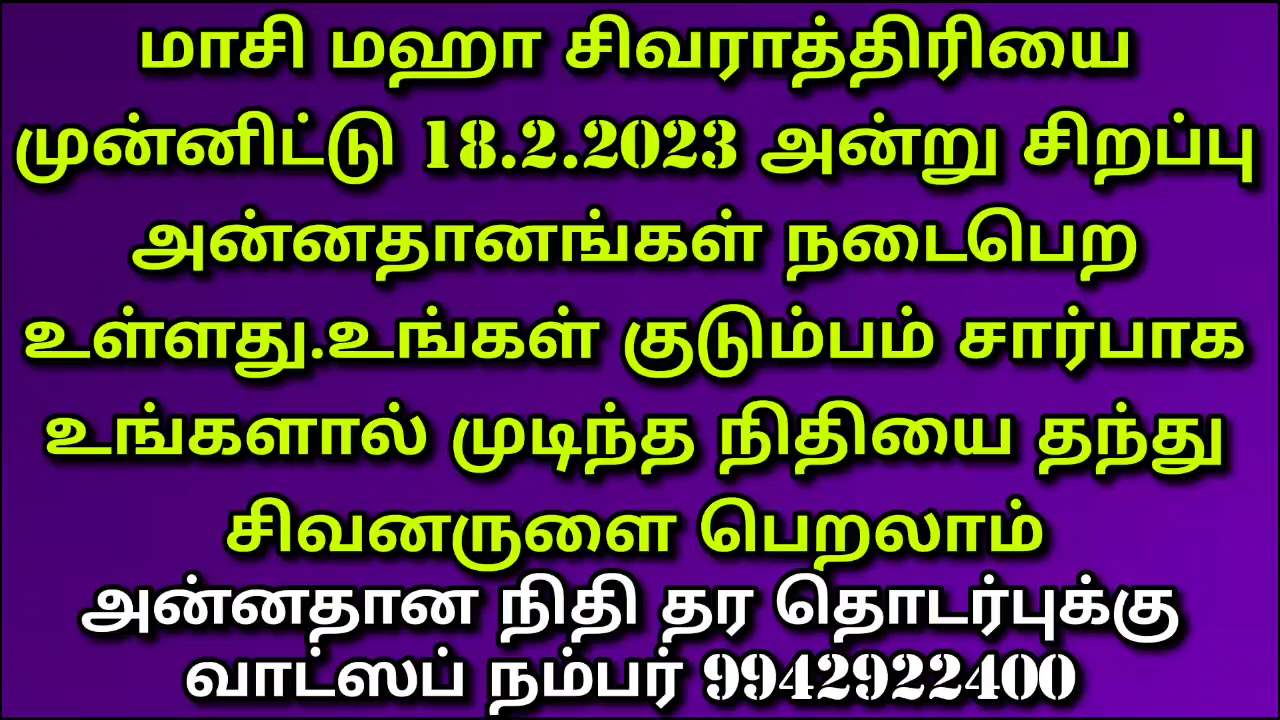 மாசி மஹா சிவராத்திரியை
முன்னிட்டு 18.2.2023 அன்று சிறப்பு
அன்னதானங்கள் நடைபெற
உள்ளது.உங்கள் குடும்பம் சார்பாக
உங்களால் முடிந்த நிதியை தந்து
சிவனருளை பெறலாம்
அன்னதான நிதி தர தொடர்புக்கு
வாட்ஸப் நம்பர் 9942922400